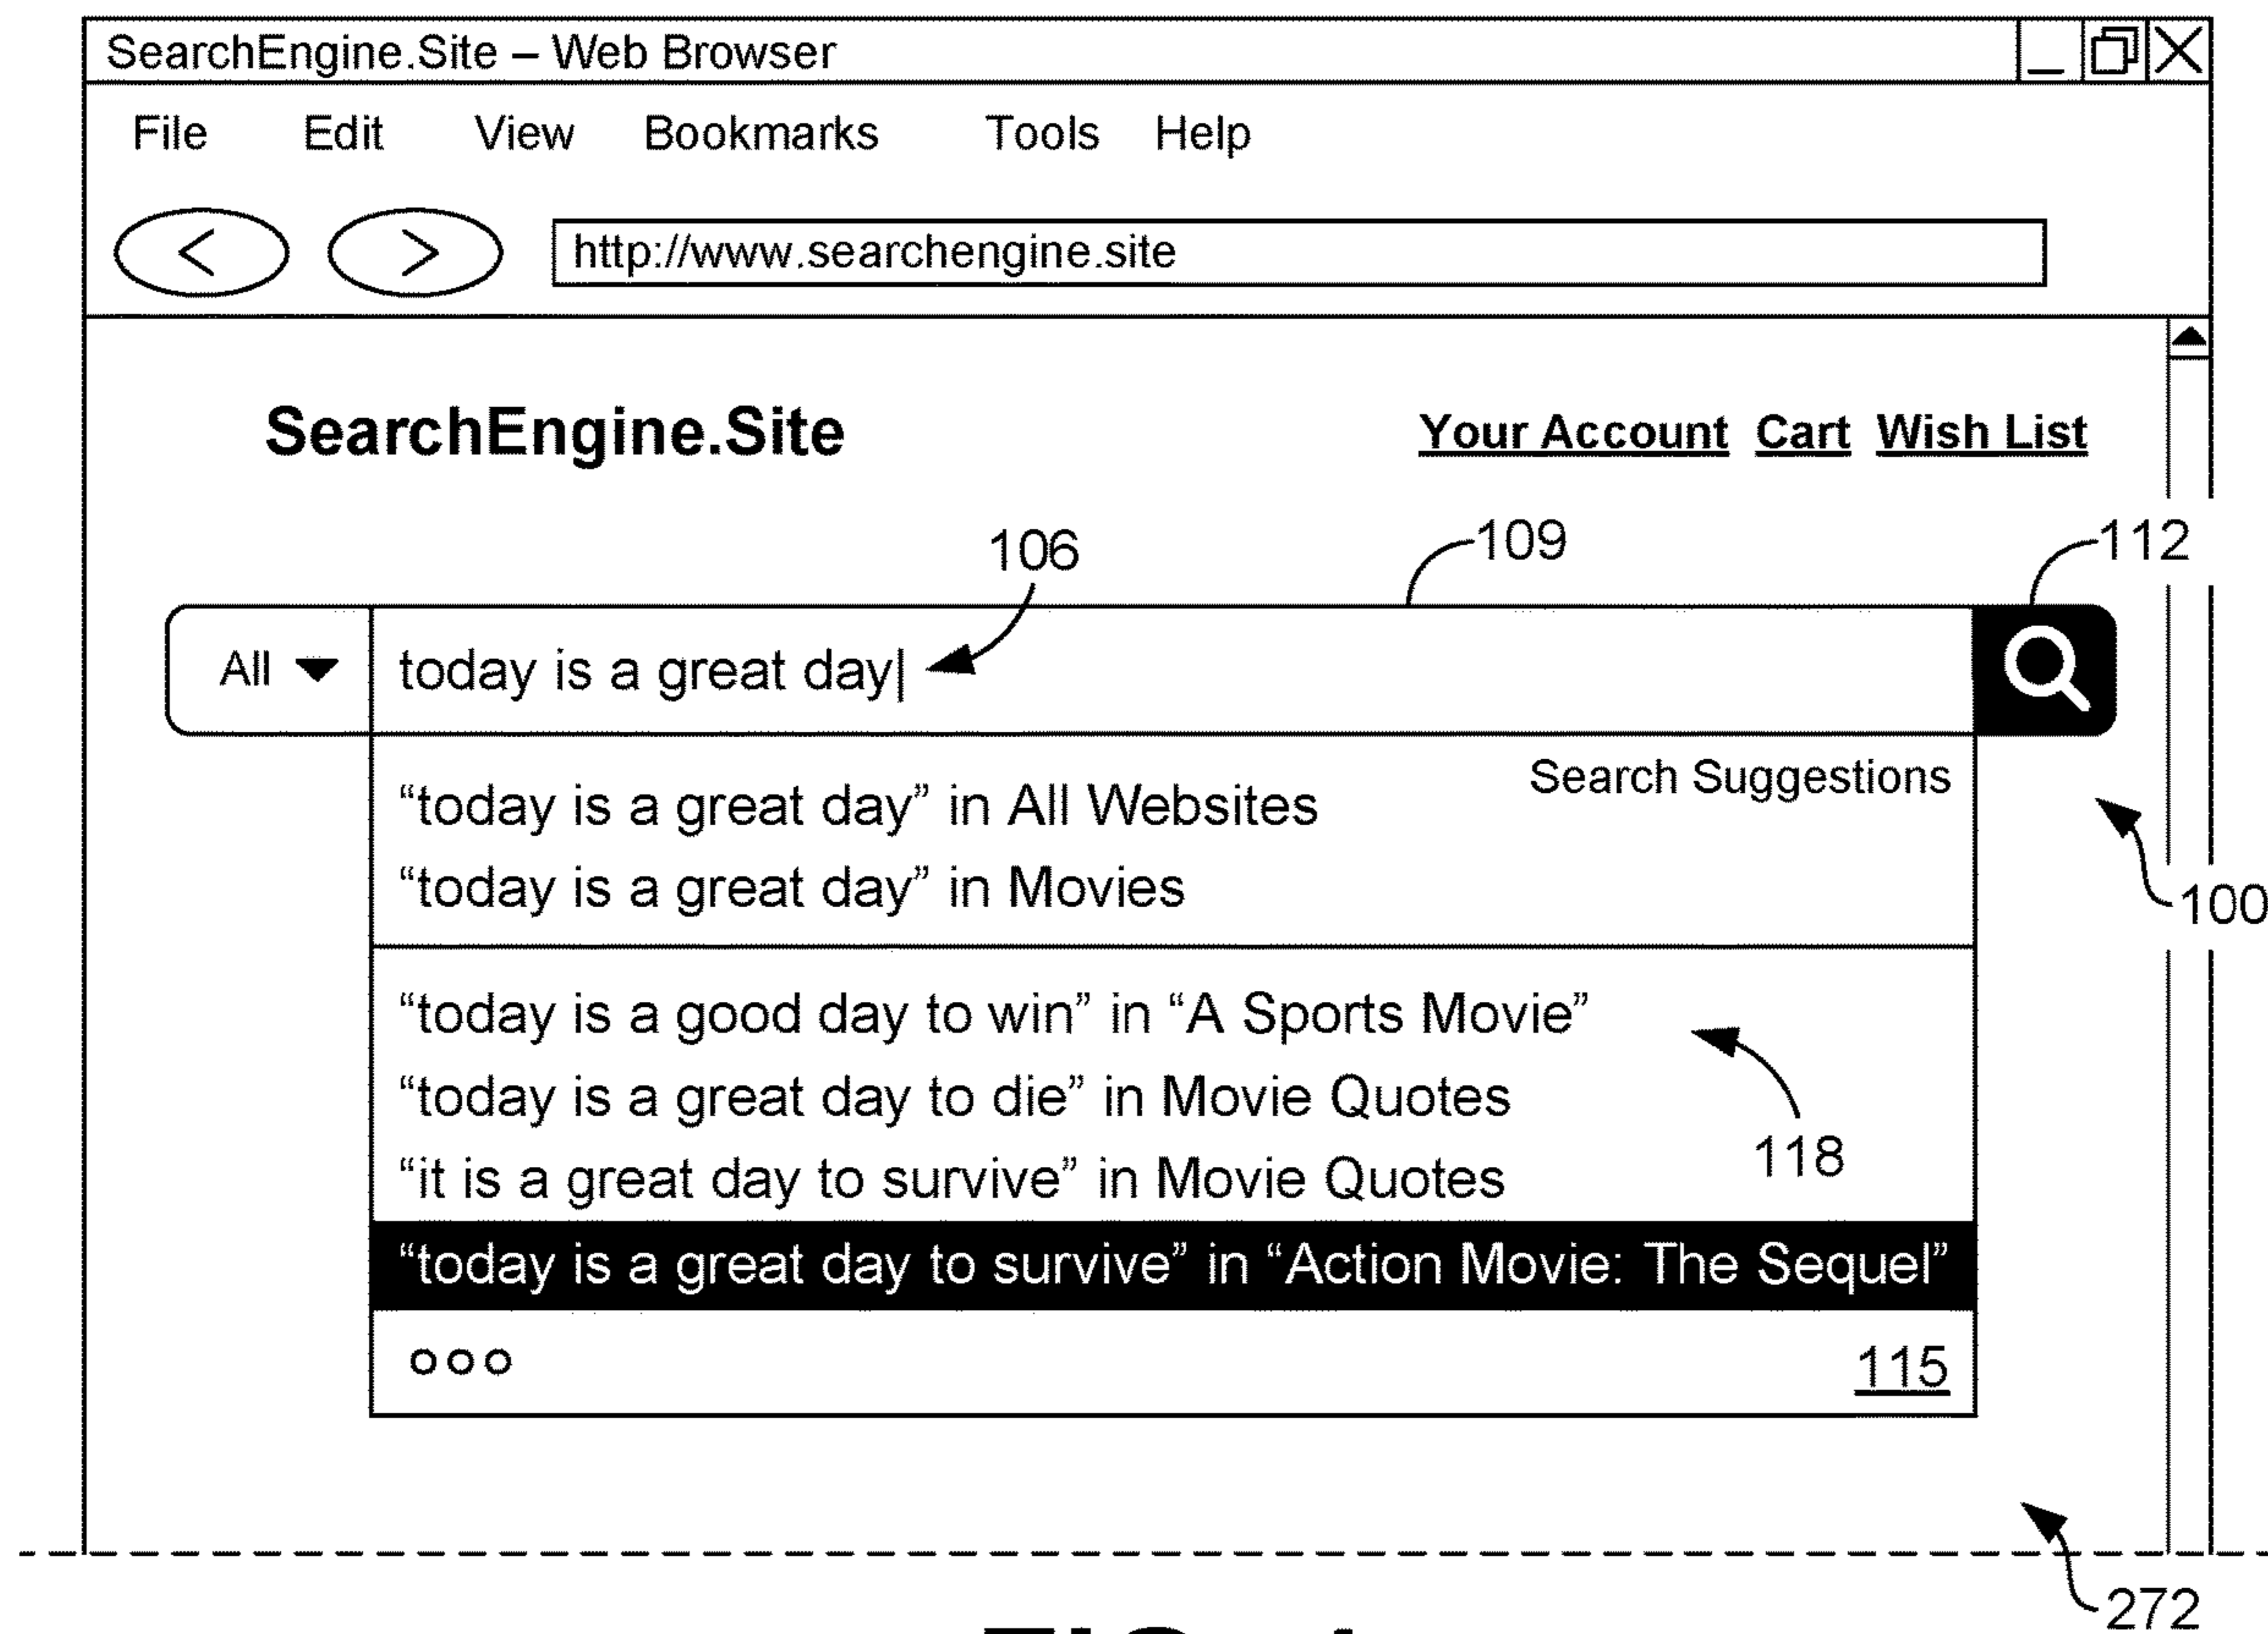 SearchEngine.Site – Web Browser
File Edit View Bookmarks Tools Help
< > http://www.searchengine.site
SearchEngine.Site Your Account Cart Wish List
106 109 112
All today is a great day
Search Suggestions
“today is a great day” in All Websites
“today is a great day” in Movies
100
“today is a good day to win” in “A Sports Movie”
“today is a great day to die” in Movie Quotes
118
“it is a great day to survive” in Movie Quotes
“today is a great day to survive” in “Action Movie: The Sequel”
115
272